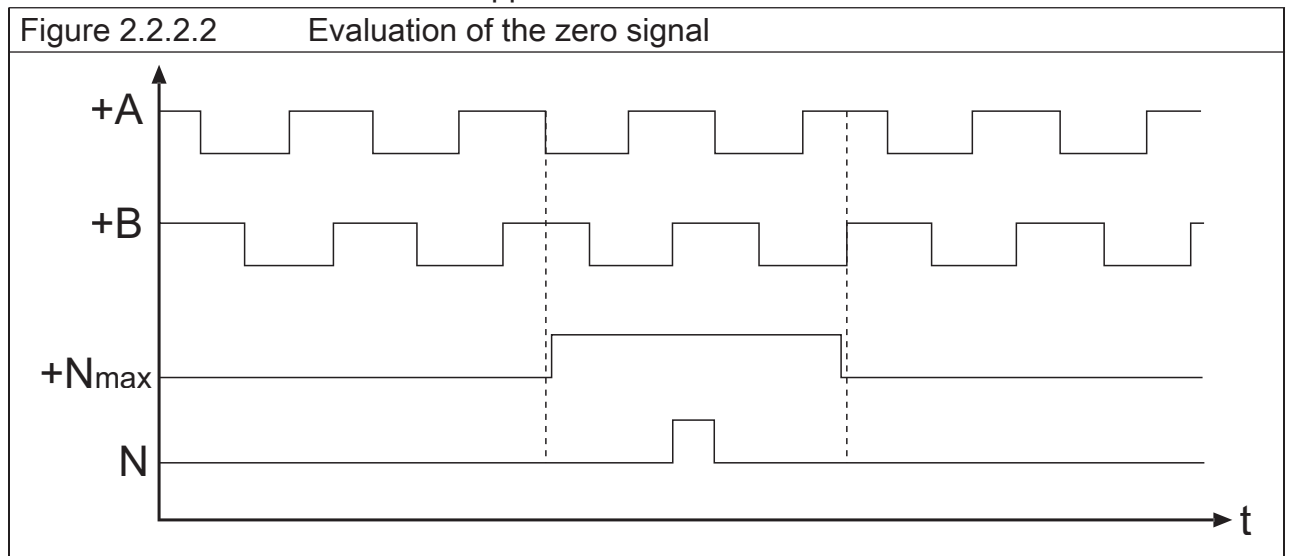 Figure 2.2.2.2 Evaluation of the zero signal
+A
+B
+Nmax
N
t